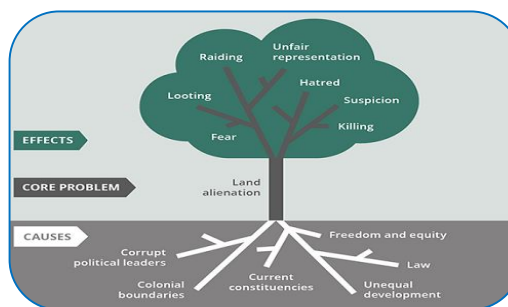 Raiding
Unfair
representation
Hatred
Looting
Suspicion
Killing
Fear
EFFECTS
CORE PROBLEM
Land
alienation
CAUSES
Freedom and equity
Corrupt
political leaders
Law
Current
constituencies
Colonial
boundaries
Unequal
development